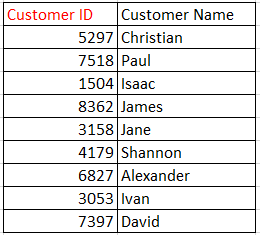 Customer ID Customer Name
5297 Christian
7518 Paul
1504 Isaac
8362 James
3158 Jane
4179 Shannon
6827 Alexander
3053 Ivan
7397 David